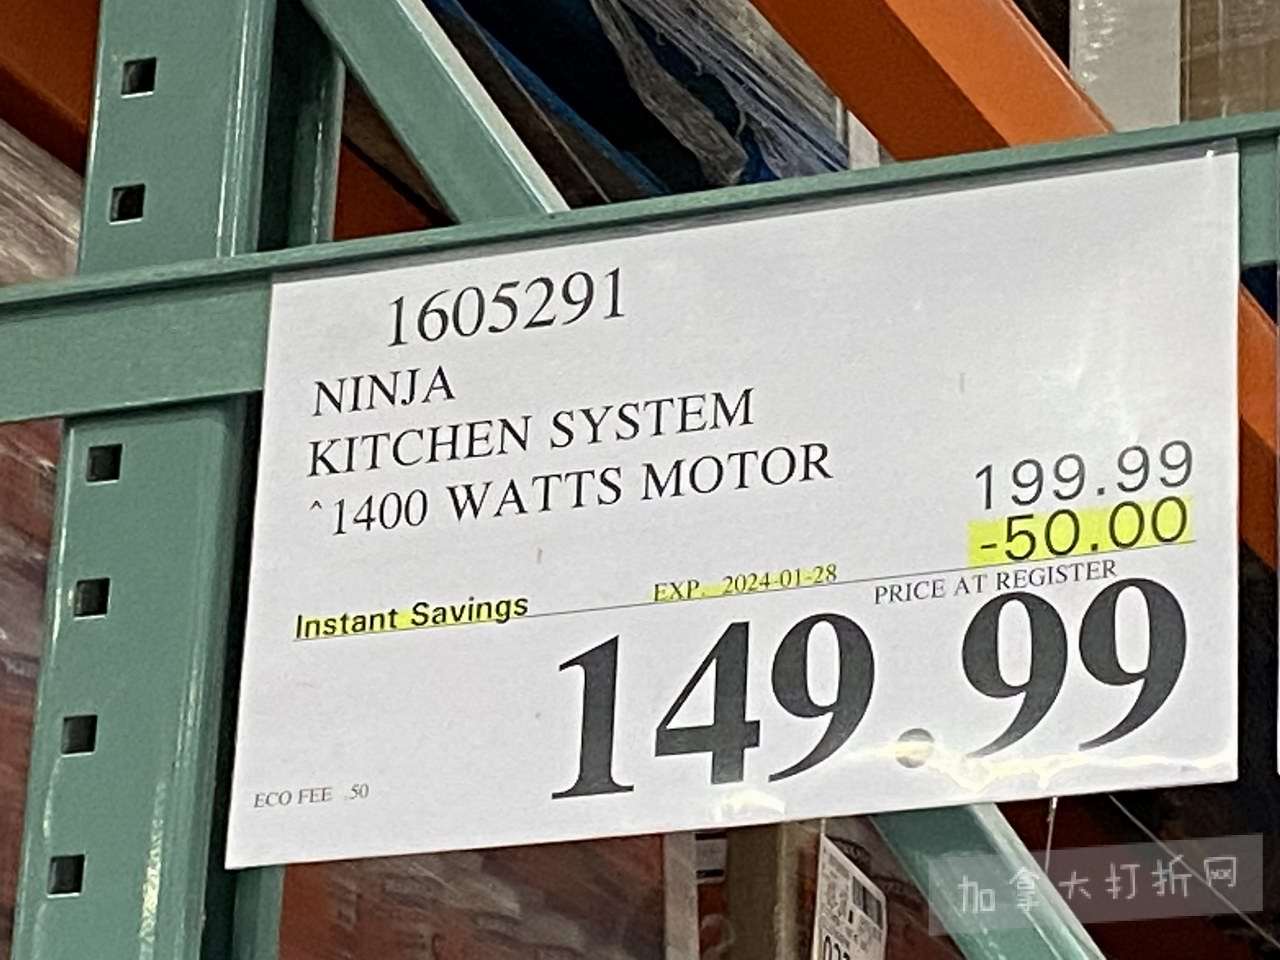 1605291
NINJA
KITCHEN SYSTEM
^1400 WATTS MOTOR
199.99
-50.00
Instant Savings
EXP. 2024-01-28
PRICE AT REGISTER
149.99
ECO FEE .50
加拿大打折网